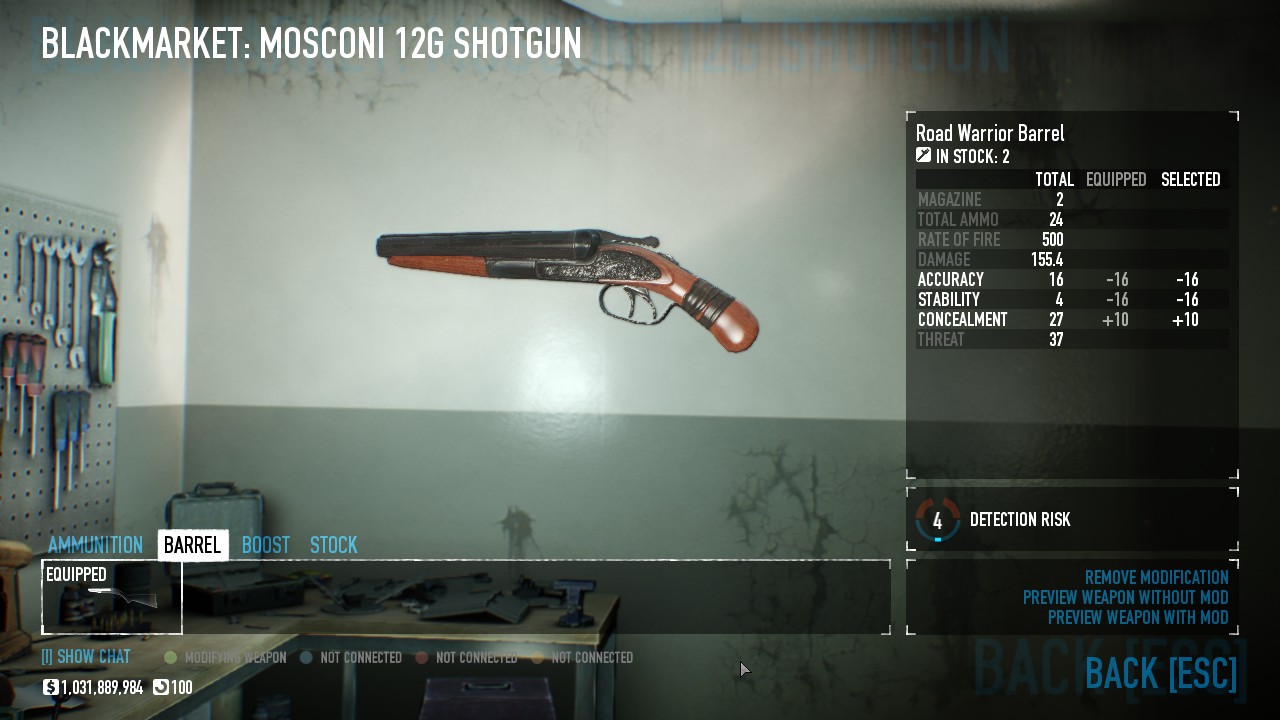 BLACKMARKET: MOSCONI 12G SHOTGUN
Road Warrior Barrel
IN STOCK: 2
TOTAL EQUIPPED SELECTED
MAGAZINE 2
TOTAL AMMO 24
RATE OF FIRE 500
DAMAGE 155.4
ACCURACY 16 -16 -16
STABILITY 4 -16 -16
CONCEALMENT 27 +10 +10
THREAT 37
4 DETECTION RISK
AMMUNITION BARREL BOOST STOCK
EQUIPPED
REMOVE MODIFICATION
PREVIEW WEAPON WITHOUT MOD
PREVIEW WEAPON WITH MOD
[I] SHOW CHAT MODIFYING WEAPON NOT CONNECTED NOT CONNECTED NOT CONNECTED
$1,031,889,984 100
BACK [ESC]